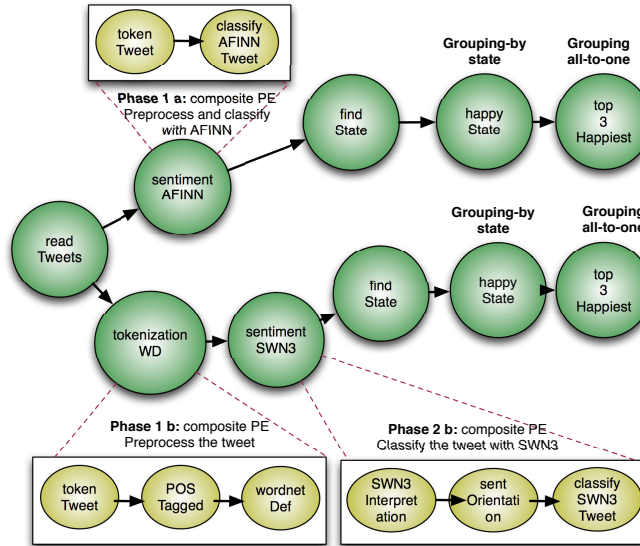 token
Tweet
classify
AFINN
Tweet
Phase 1 a: composite PE
Preprocess and classify
with AFINN
Grouping-by
state
Grouping
all-to-one
find
State
happy
State
top
3
Happiest
sentiment
AFINN
read
Tweets
Grouping-by
state
Grouping
all-to-one
find
State
happy
State
top
3
Happiest
tokenization
WD
sentiment
SWN3
Phase 1 b: composite PE
Preprocess the tweet
Phase 2 b: composite PE
Classify the tweet with SWN3
token
Tweet
POS
Tagged
wordnet
Def
SWN3
Interpret
ation
sent
Orientati
on
classify
SWN3
Tweet